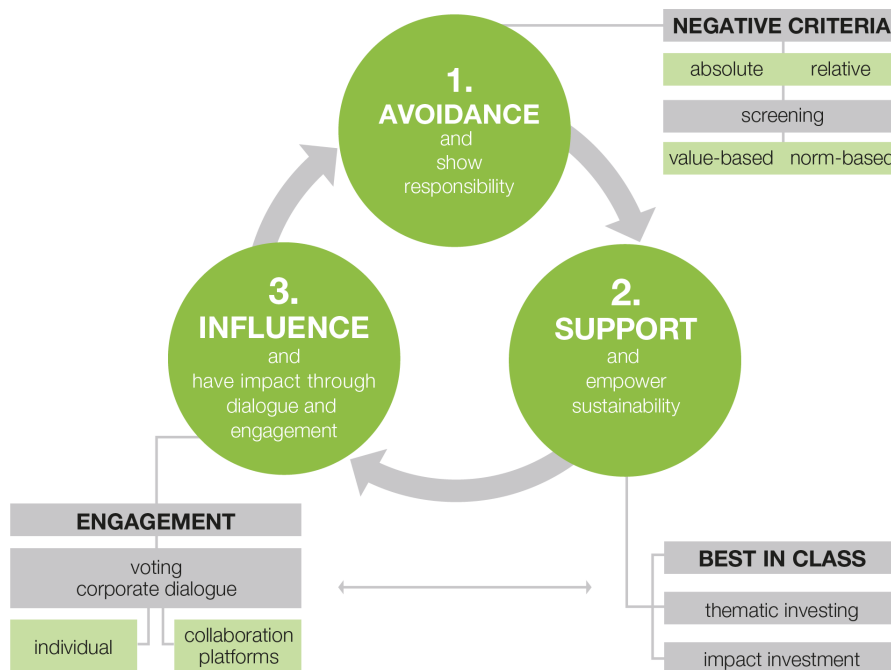 1.
AVOIDANCE
and
show
responsibility
NEGATIVE CRITERIA
absolute relative
screening
value-based norm-based
2.
SUPPORT
and
empower
sustainability
3.
INFLUENCE
and
have impact through
dialogue and
engagement
ENGAGEMENT
voting
corporate dialogue
individual
collaboration
platforms
BEST IN CLASS
thematic investing
impact investment